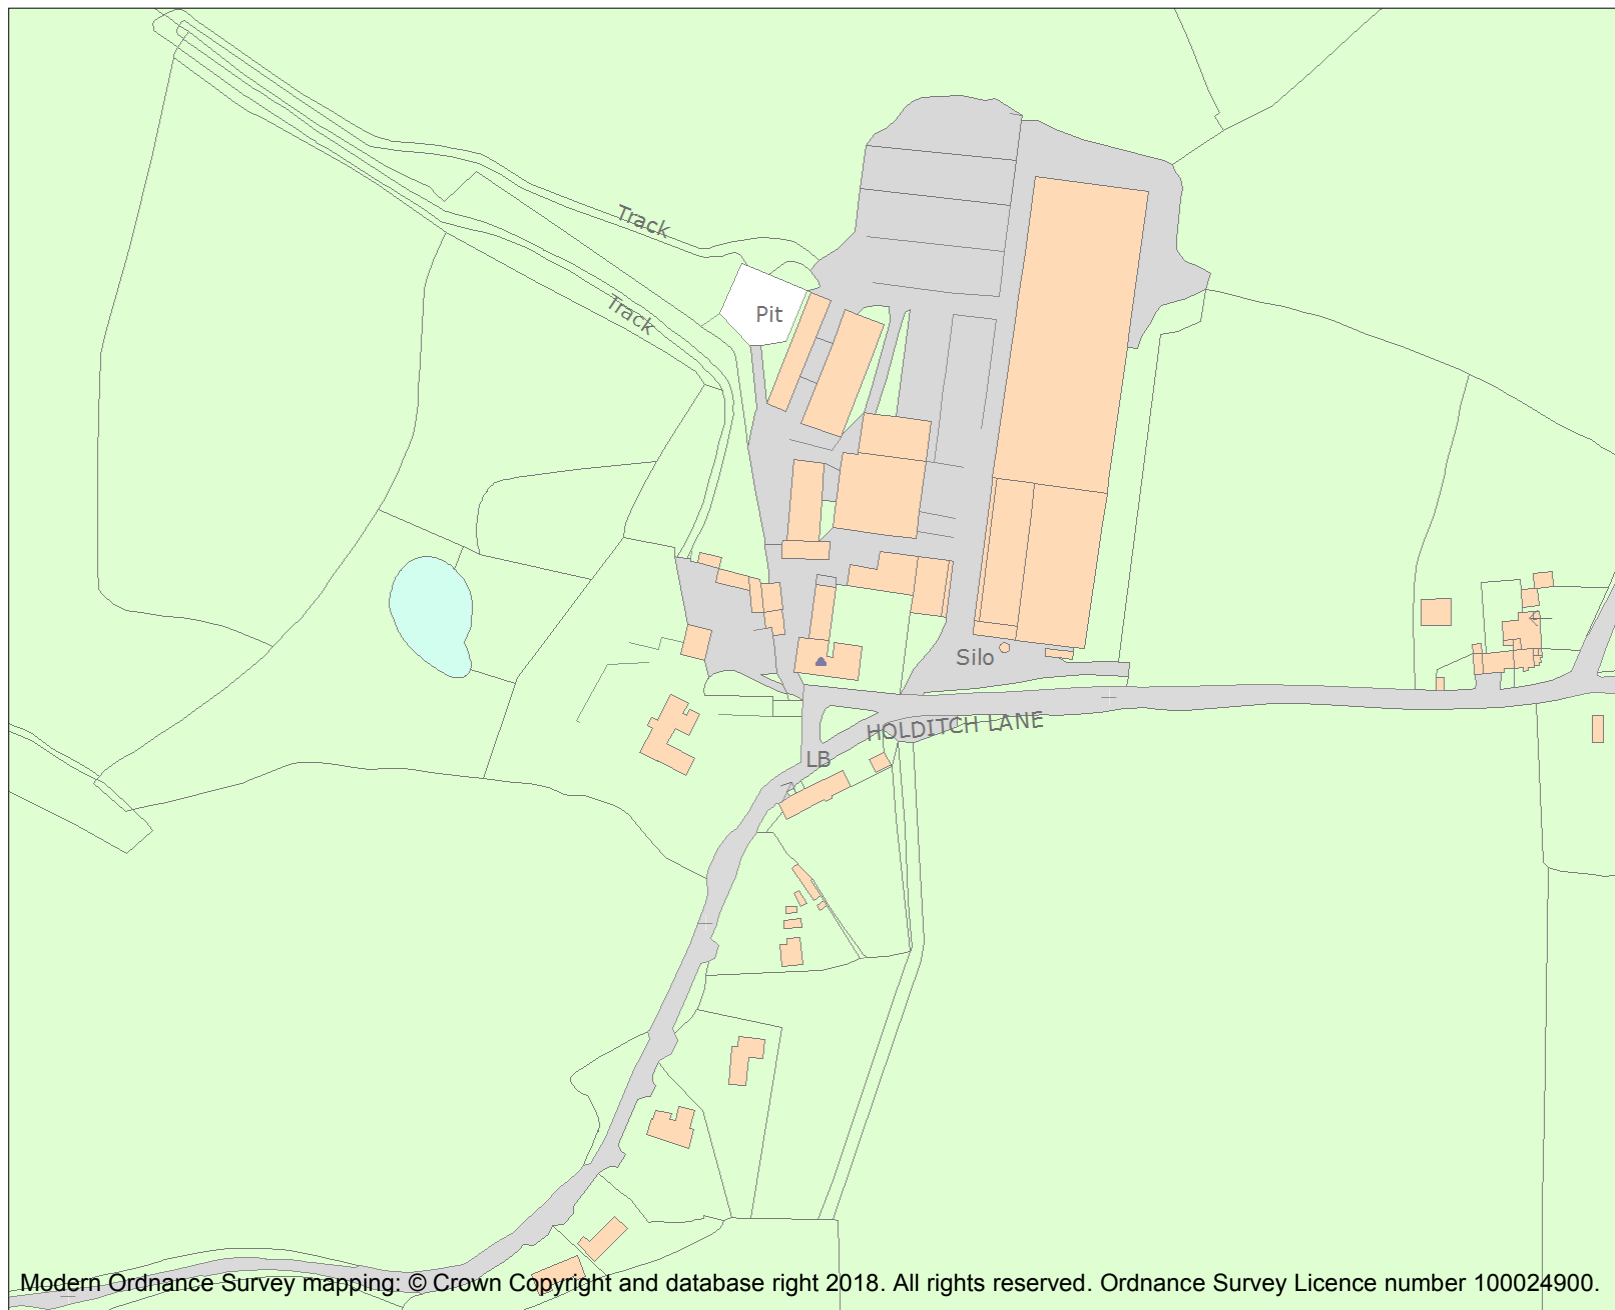 Track
Track
Pit
Silo
HOLDITCH LANE
LB
Modern Ordnance Survey mapping: © Crown Copyright and database right 2018. All rights reserved. Ordnance Survey Licence number 100024900.